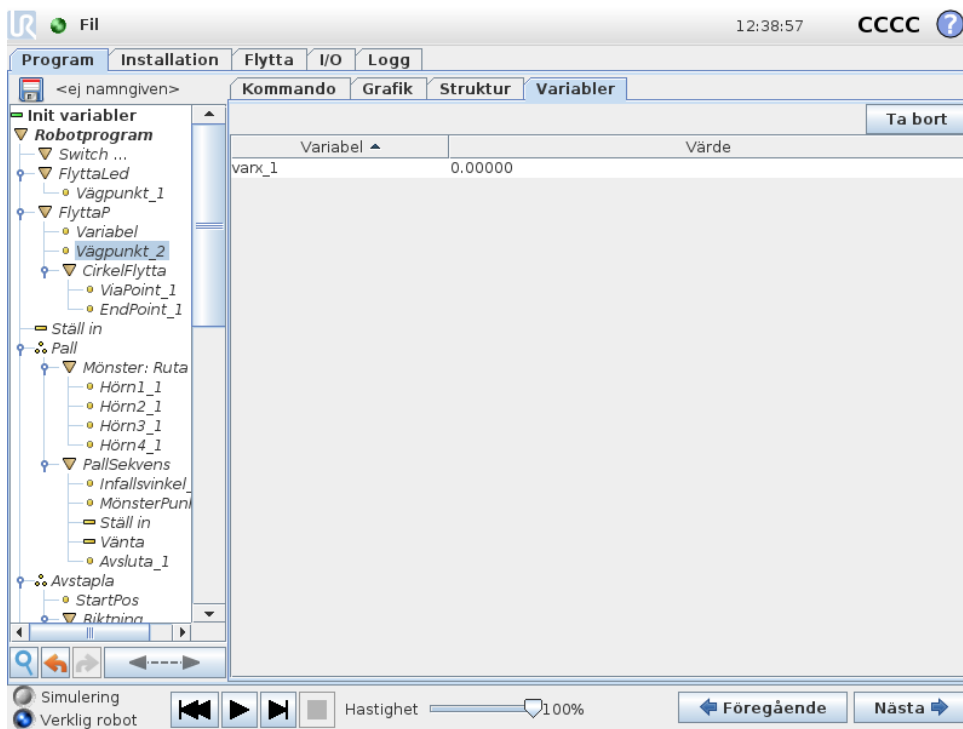 UR Fil 12:38:57 CCCC ?
Program Installation Flytta I/O Logg
<ej namngiven>
Kommando Grafik Struktur Variabler
Ta bort
Variabel Värde
varx_1 0.00000
Init variabler
Robotprogram
Switch ...
FlyttaLed
Vägpunkt_1
FlyttaP
Variabel
Vägpunkt_2
CirkelFlytta
ViaPoint_1
EndPoint_1
Ställ in
Pall
Mönster: Ruta
Hörn1_1
Hörn2_1
Hörn3_1
Hörn4_1
PallSekvens
Infallsvinkel_
MönsterPunk
Ställ in
Vänta
Avsluta_1
Avstapla
StartPos
Riktning
Simulering
Verklig robot
Hastighet 100%
Föregående Nästa